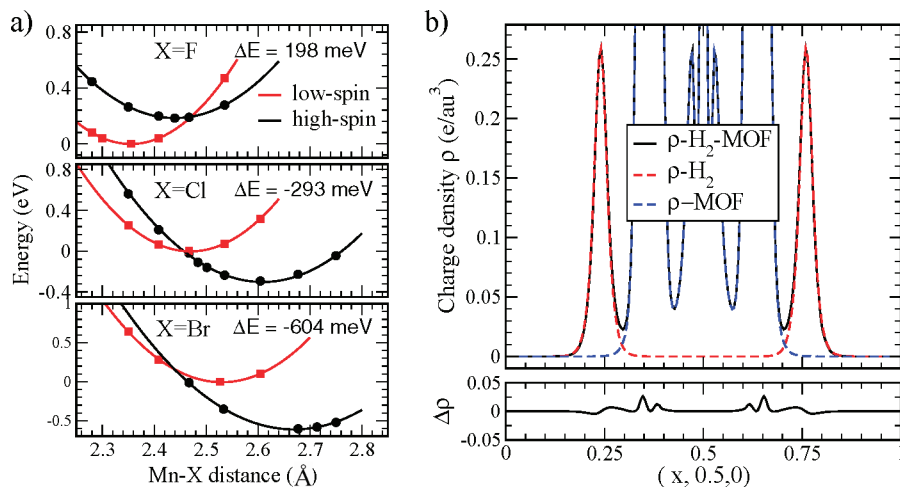 a)
X=F
ΔE = 198 meV
low-spin
high-spin
0.8
0.4
0
X=Cl
ΔE = -293 meV
0.8
0.4
0
-0.4
X=Br
ΔE = -604 meV
0.5
0
-0.5
2.3 2.4 2.5 2.6 2.7 2.8
Energy (eV)
Mn-X distance (Å)
b)
0.25
0.2
0.15
0.1
0.05
0
Charge density ρ (e/au³)
ρ-H₂-MOF
ρ-H₂
ρ-MOF
0.05
0
-0.05
Δρ
0 0.25 0.5 0.75 1
( x, 0.5,0)